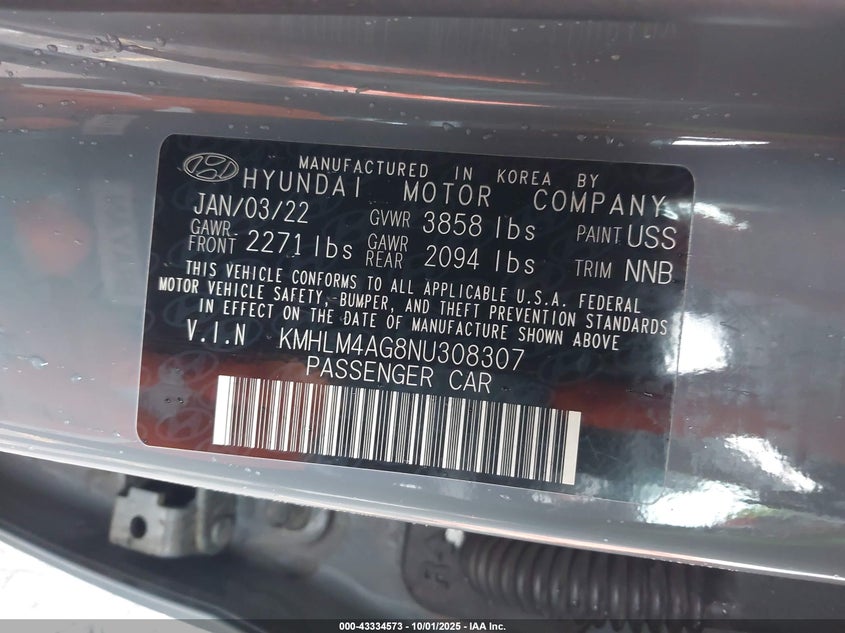 MANUFACTURED IN KOREA BY
HYUNDAI MOTOR COMPANY
JAN/03/22 GVWR 3858 lbs PAINT USS
GAWR FRONT 2271 lbs GAWR REAR 2094 lbs TRIM NNB
THIS VEHICLE CONFORMS TO ALL APPLICABLE U.S.A. FEDERAL
MOTOR VEHICLE SAFETY, BUMPER, AND THEFT PREVENTION STANDARDS
IN EFFECT ON THE DATE OF MANUFACTURE SHOWN ABOVE
V.I.N KMHLM4AG8NU308307
PASSENGER CAR
000-43334573 - 10/01/2025 - IAA Inc.